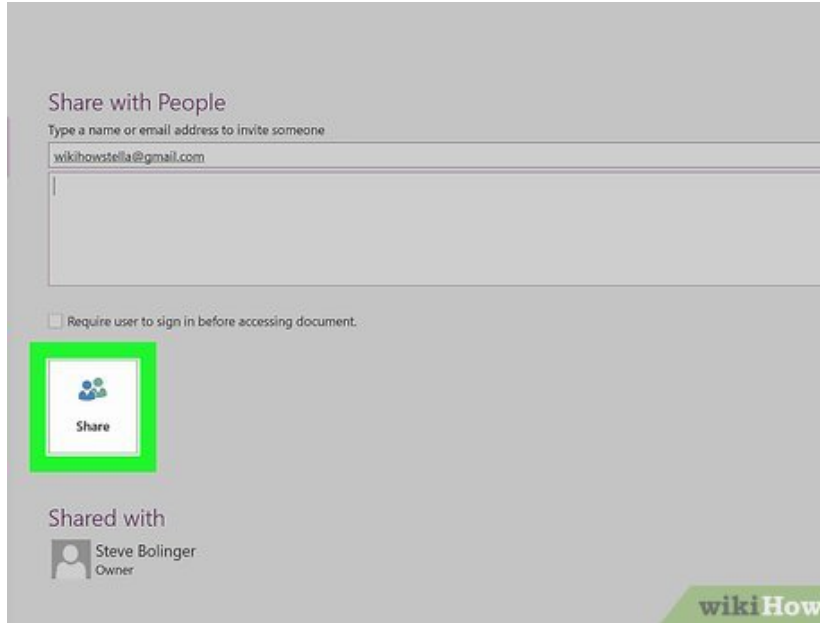 Share with People
Type a name or email address to invite someone
wikihowstella@gmail.com
Require user to sign in before accessing document.
Share
Shared with
Steve Bolinger
Owner
wikiHow